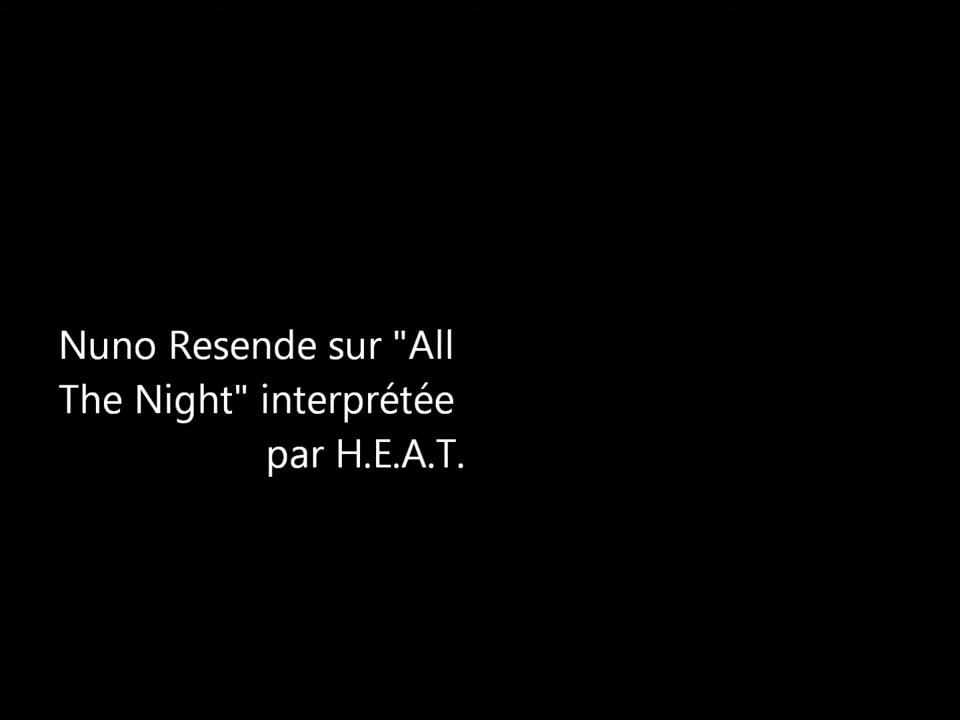 Nuno Resende sur "All
The Night" interprétée
par H.E.A.T.